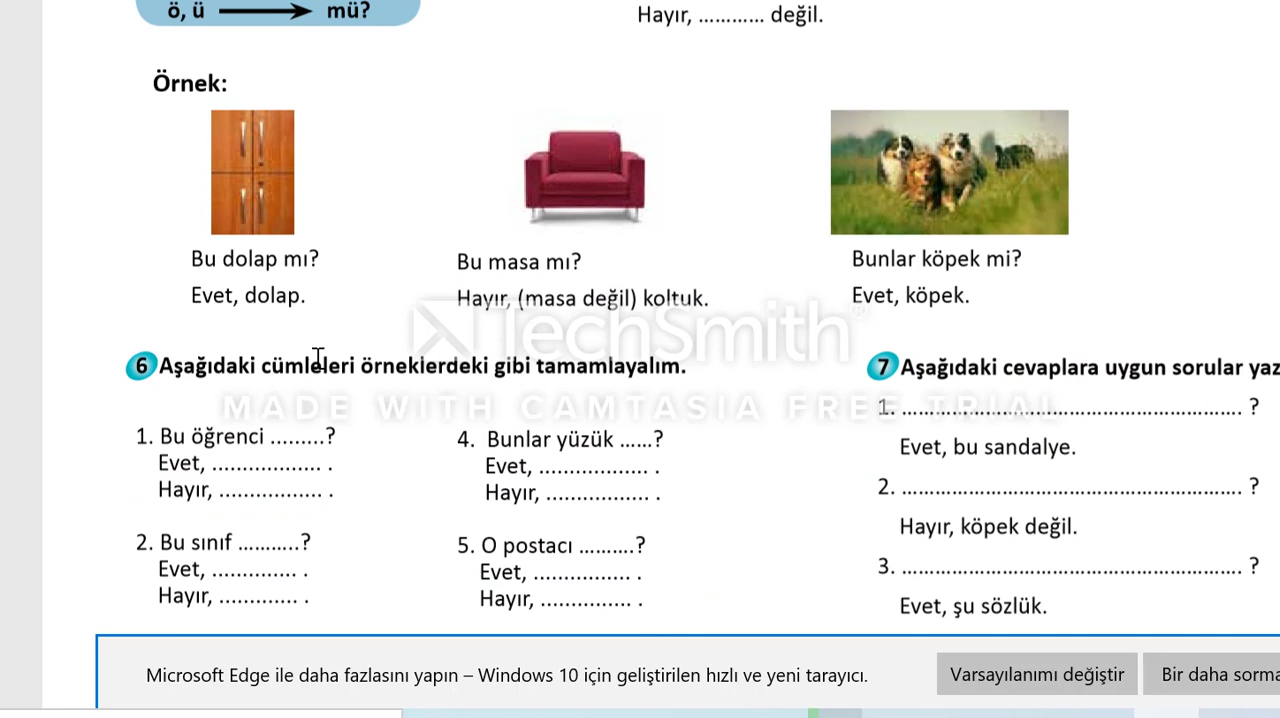 ö, ü mü?
Hayır, ............ değil.
Örnek:
Bu dolap mı?
Evet, dolap.
Bu masa mı?
Hayır, (masa değil) koltuk.
Bunlar köpek mi?
Evet, köpek.
TechSmith®
MADE WITH CAMTASIA FREE TRIAL
6 Aşağıdaki cümleleri örneklerdeki gibi tamamlayalım.
1. Bu öğrenci .........?
Evet, ................... .
Hayır, .................. .
2. Bu sınıf ...........?
Evet, ............... .
Hayır, .............. .
4. Bunlar yüzük ......?
Evet, ................... .
Hayır, .................. .
5. O postacı ..........?
Evet, ................. .
Hayır, ................ .
7 Aşağıdaki cevaplara uygun sorular yaz
1. ............................................................. ?
Evet, bu sandalye.
2. ............................................................. ?
Hayır, köpek değil.
3. ............................................................. ?
Evet, şu sözlük.
Microsoft Edge ile daha fazlasını yapın – Windows 10 için geliştirilen hızlı ve yeni tarayıcı.
Varsayılanımı değiştir
Bir daha sorma